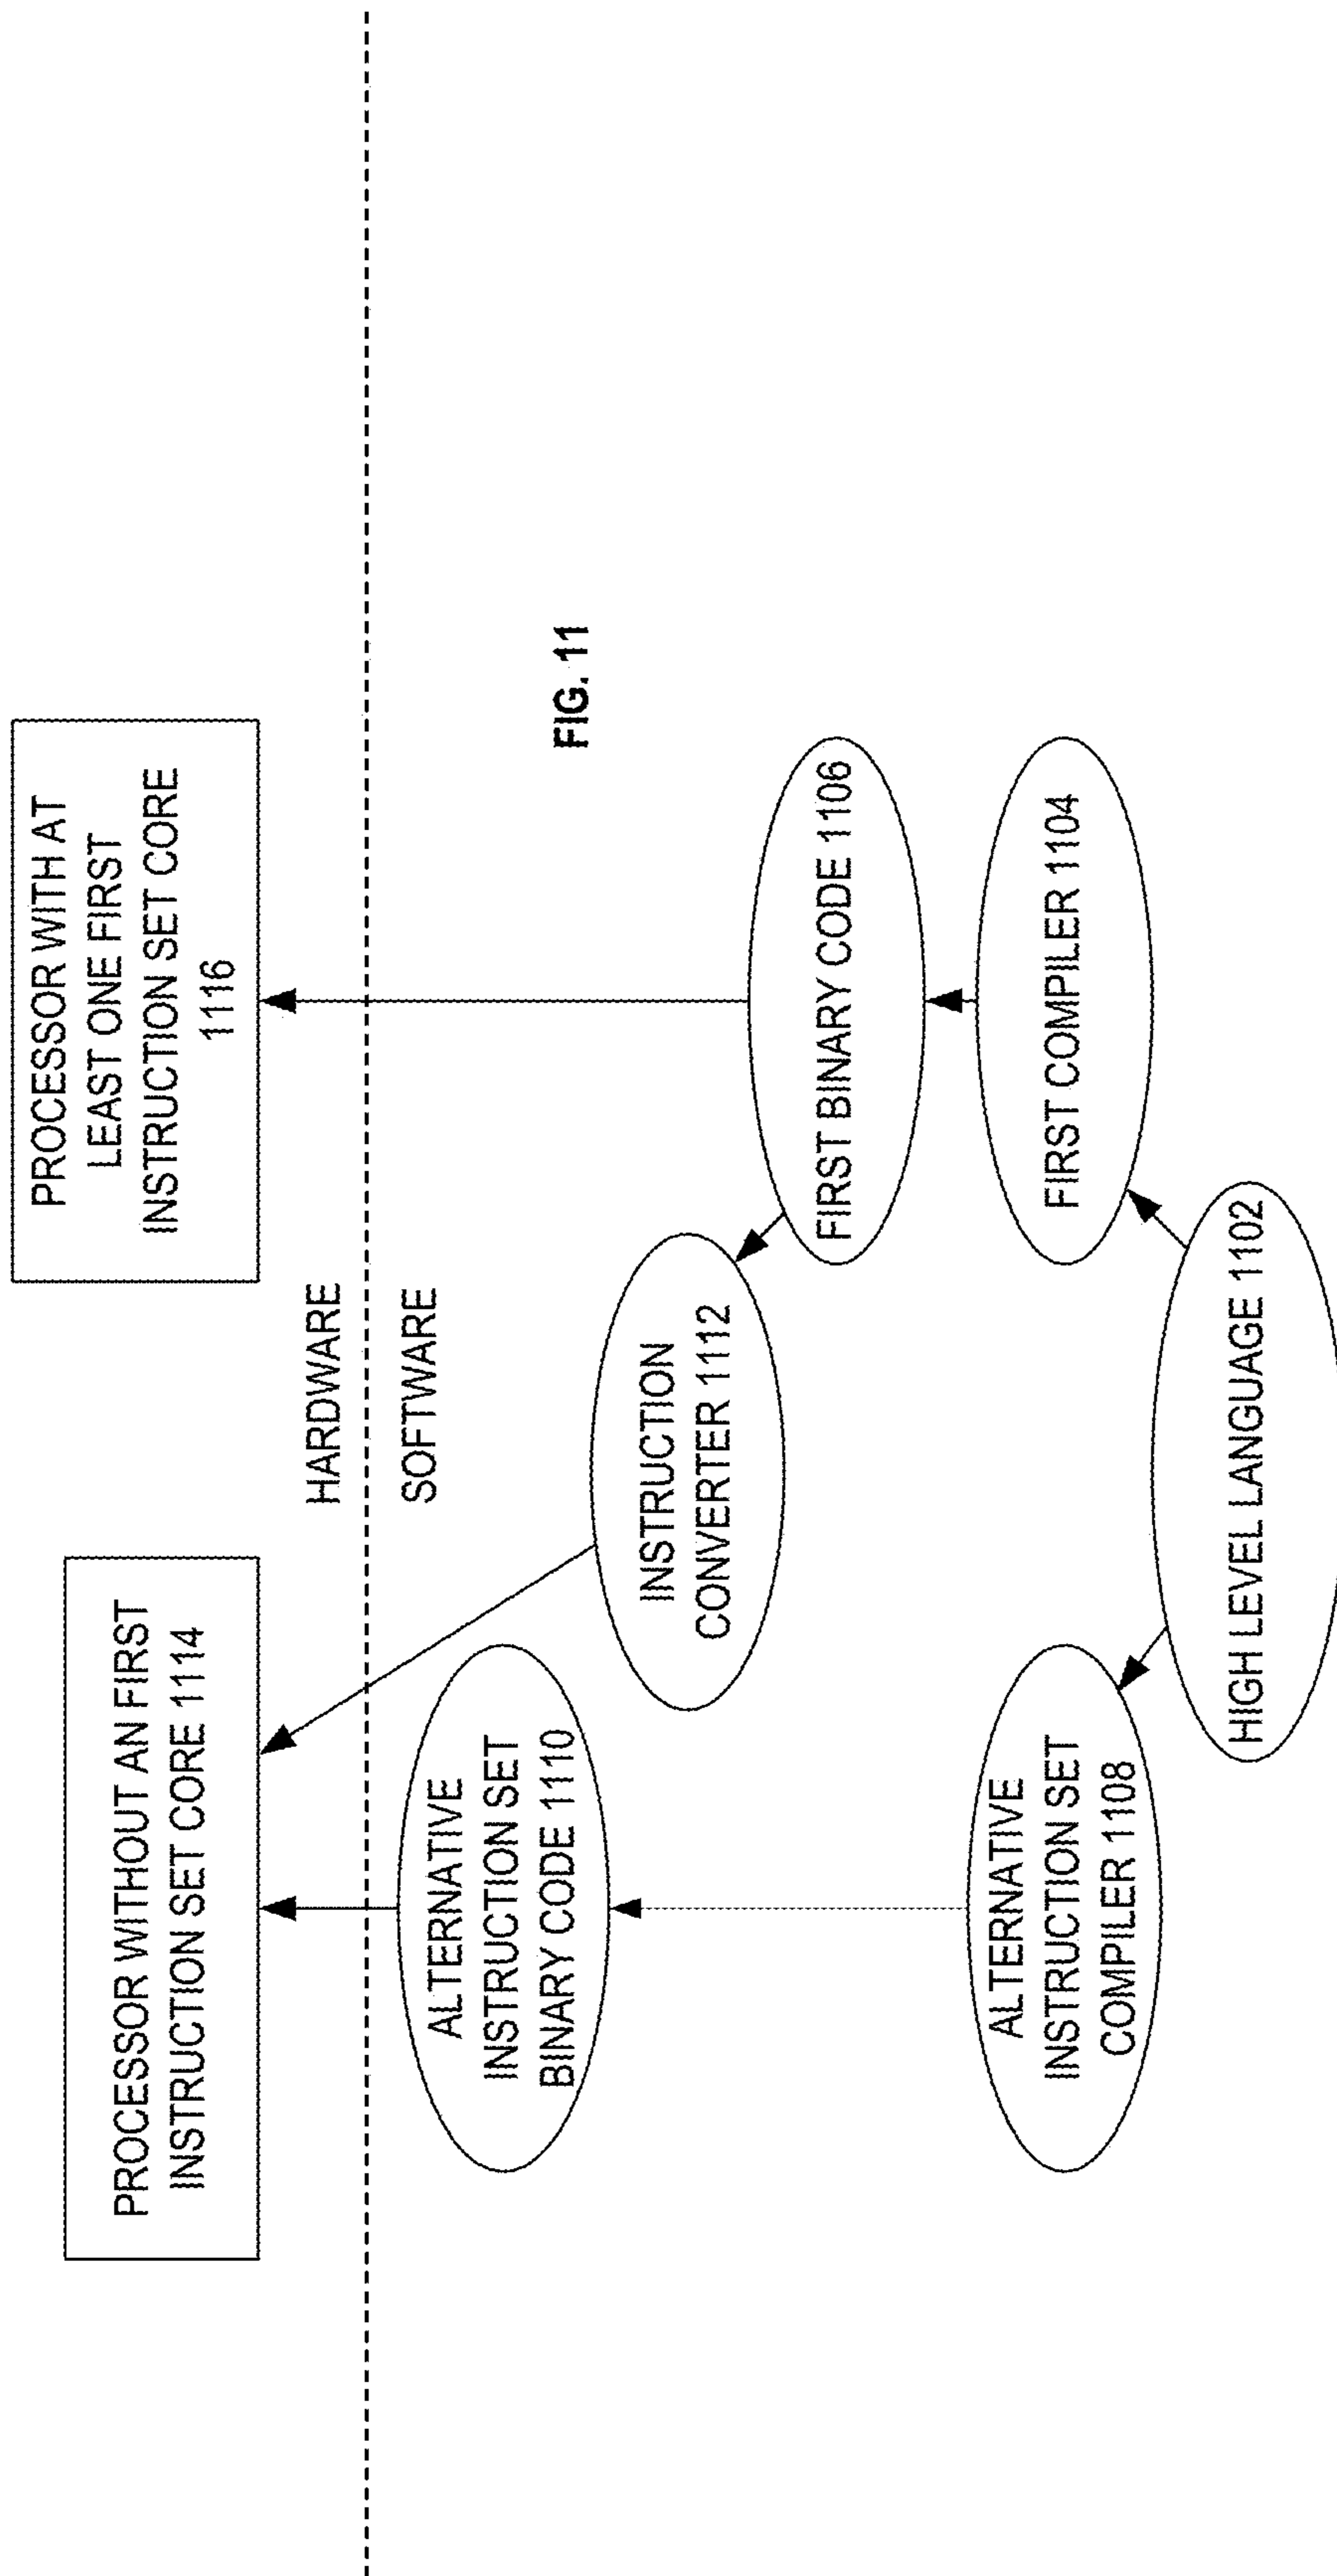 PROCESSOR WITHOUT AN FIRST
INSTRUCTION SET CORE 1114
PROCESSOR WITH AT
LEAST ONE FIRST
INSTRUCTION SET CORE
1116
HARDWARE
SOFTWARE
ALTERNATIVE
INSTRUCTION SET
BINARY CODE 1110
INSTRUCTION
CONVERTER 1112
FIG. 11
FIRST BINARY CODE 1106
ALTERNATIVE
INSTRUCTION SET
COMPILER 1108
FIRST COMPILER 1104
HIGH LEVEL LANGUAGE 1102